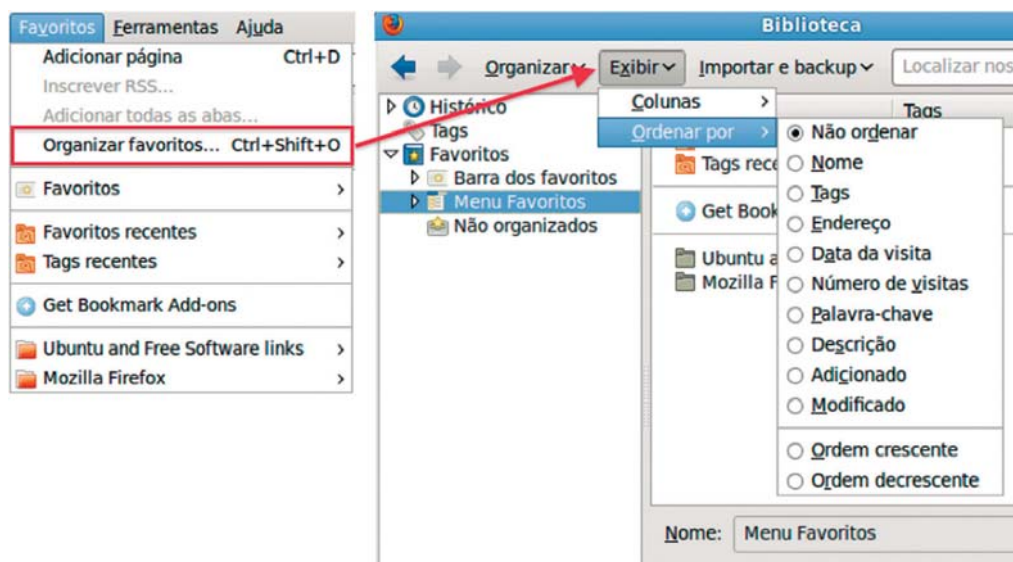 Favoritos Ferramentas Ajuda
Adicionar página Ctrl+D
Inscrever RSS...
Adicionar todas as abas...
Organizar favoritos... Ctrl+Shift+O
Favoritos
Favoritos recentes
Tags recentes
Get Bookmark Add-ons
Ubuntu and Free Software links
Mozilla Firefox
Biblioteca
Organizar Exibir Importar e backup Localizar nos
Histórico
Tags
Favoritos
Barra dos favoritos
Menu Favoritos
Não organizados
Colunas
Ordenar por
Tags
Tags rece
Get Book
Ubuntu a
Mozilla F
Não ordenar
Nome
Tags
Endereço
Data da visita
Número de visitas
Palavra-chave
Descrição
Adicionado
Modificado
Ordem crescente
Ordem decrescente
Nome: Menu Favoritos